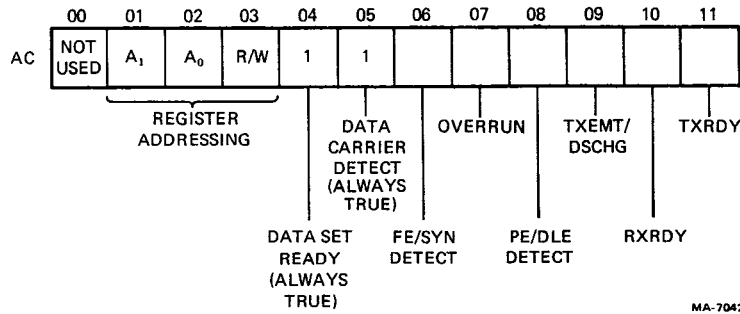 00 01 02 03 04 05 06 07 08 09 10 11
AC NOT USED A₁ A₀ R/W 1 1
REGISTER ADDRESSING
DATA CARRIER DETECT (ALWAYS TRUE)
OVERRUN
TXEMT/ DSCHG
TXRDY
DATA SET READY (ALWAYS TRUE)
FE/SYN DETECT
PE/DLE DETECT
RXRDY
MA-7042